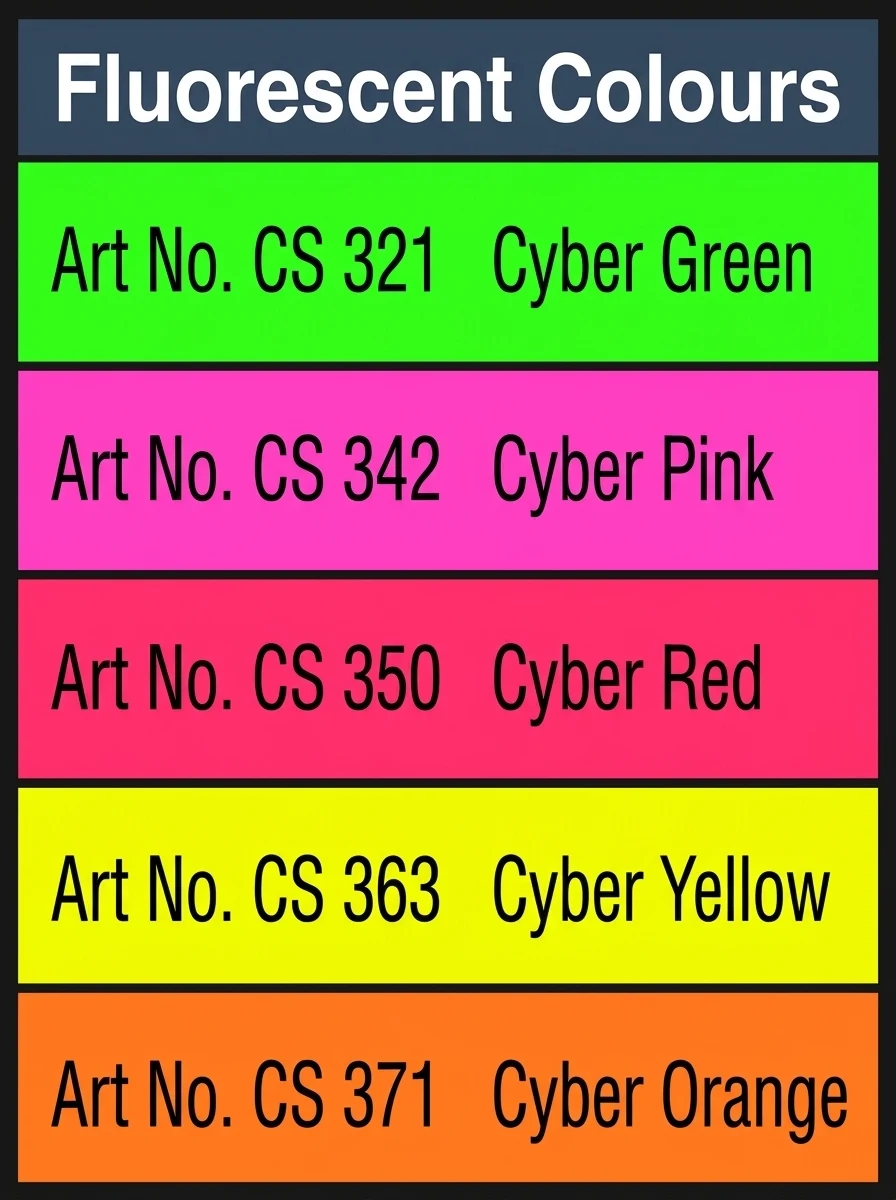 Fluorescent Colours
Art No. CS 321 Cyber Green
Art No. CS 342 Cyber Pink
Art No. CS 350 Cyber Red
Art No. CS 363 Cyber Yellow
Art No. CS 371 Cyber Orange